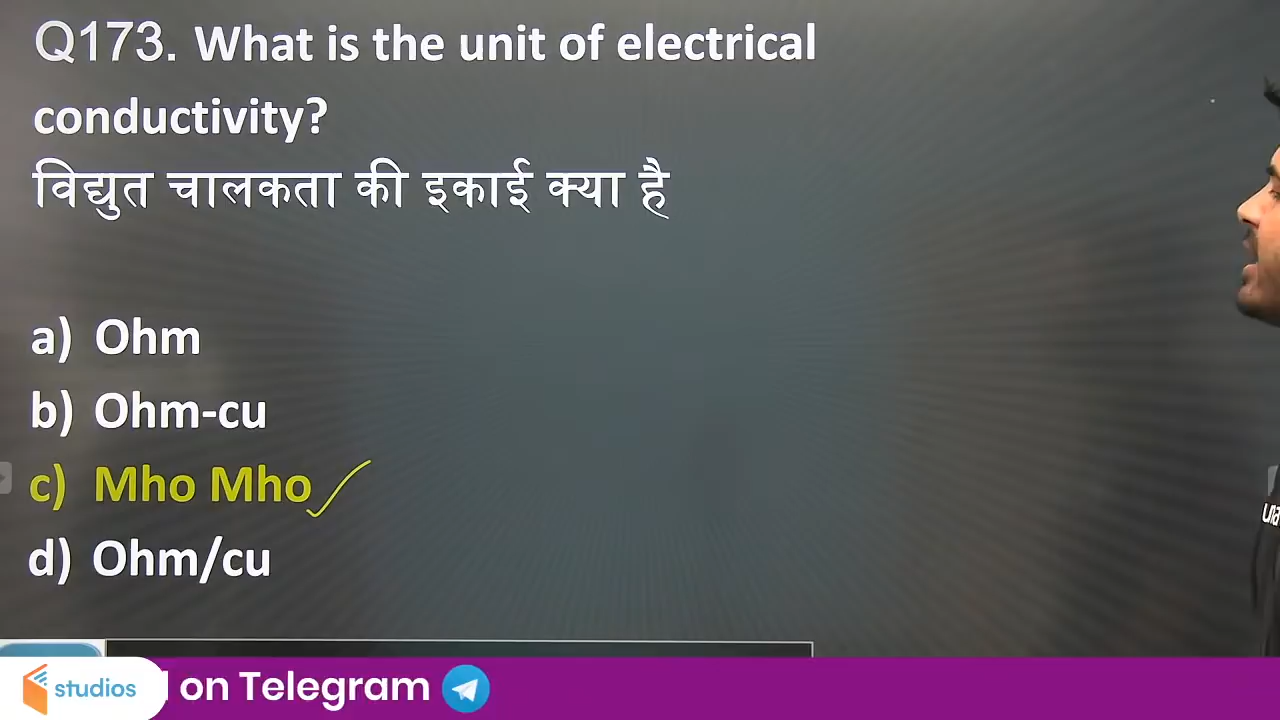 Q173. What is the unit of electrical
conductivity?
विद्युत चालकता की इकाई क्या है
a) Ohm
b) Ohm-cu
c) Mho Mho
d) Ohm/cu
studios
on Telegram